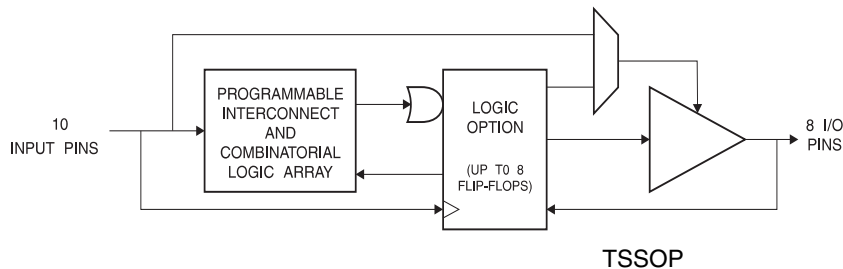 10
INPUT PINS
PROGRAMMABLE
INTERCONNECT
AND
COMBINATORIAL
LOGIC ARRAY
LOGIC
OPTION
(UP T0 8
FLIP-FLOPS)
8 I/O
PINS
TSSOP